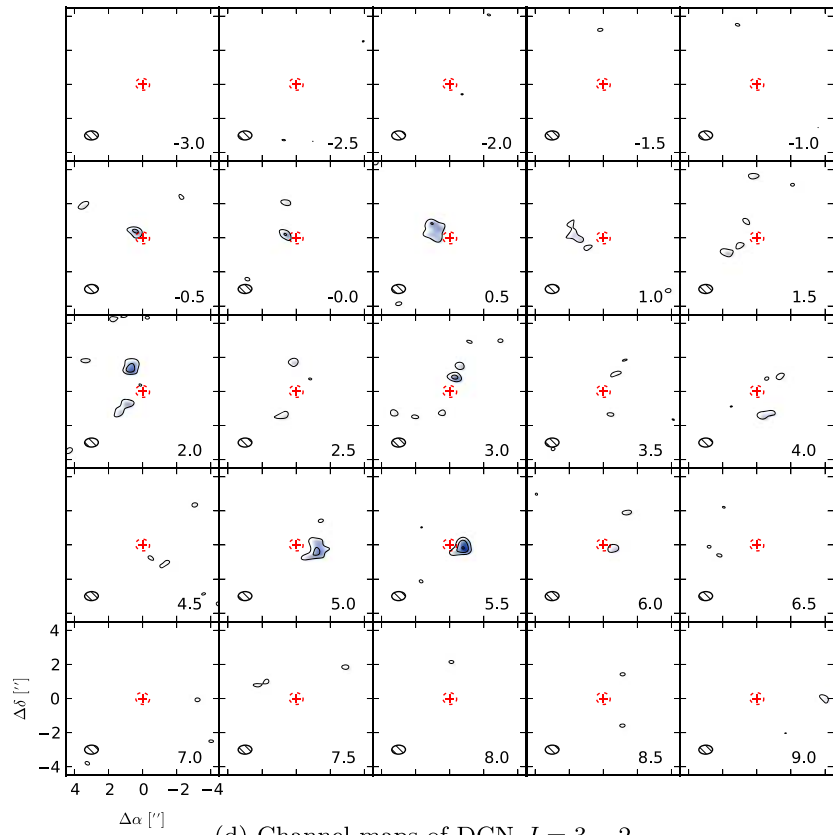 -3.0 -2.5 -2.0 -1.5 -1.0
-0.5 -0.0 0.5 1.0 1.5
2.0 2.5 3.0 3.5 4.0
4.5 5.0 5.5 6.0 6.5
4
2
0
−2
−4
Δδ ['']
7.0 7.5 8.0 8.5 9.0
4 2 0 −2 −4
Δα ['']
(d) Channel maps of DCN